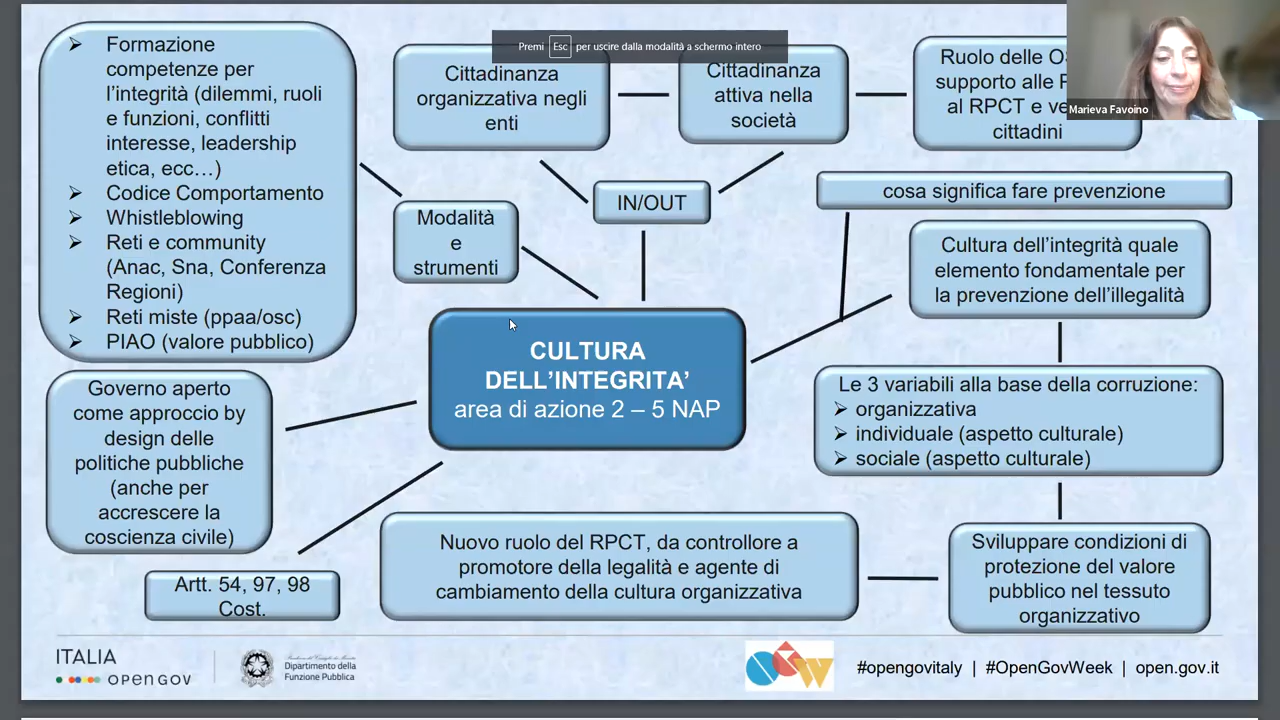 Formazione
competenze per
l'integrità (dilemmi, ruoli
e funzioni, conflitti
interesse, leadership
etica, ecc…)
Codice Comportamento
Whistleblowing
Reti e community
(Anac, Sna, Conferenza
Regioni)
Reti miste (ppaa/osc)
PIAO (valore pubblico)
Cittadinanza
organizzativa negli
enti
Premi Esc per uscire dalla modalità a schermo intero
Cittadinanza
attiva nella
società
Ruolo delle
supporto alle
al RPCT e
cittadini
Marieva Favoino
IN/OUT
Modalità
e
strumenti
cosa significa fare prevenzione
Cultura dell'integrità quale
elemento fondamentale per
la prevenzione dell'illegalità
CULTURA
DELL'INTEGRITA'
area di azione 2 – 5 NAP
Le 3 variabili alla base della corruzione:
organizzativa
individuale (aspetto culturale)
sociale (aspetto culturale)
Governo aperto
come approccio by
design delle
politiche pubbliche
(anche per
accrescere la
coscienza civile)
Artt. 54, 97, 98
Cost.
Nuovo ruolo del RPCT, da controllore a
promotore della legalità e agente di
cambiamento della cultura organizzativa
Sviluppare condizioni di
protezione del valore
pubblico nel tessuto
organizzativo
ITALIA
openGOV
Dipartimento della
Funzione Pubblica
#opengovitaly | #OpenGovWeek | open.gov.it